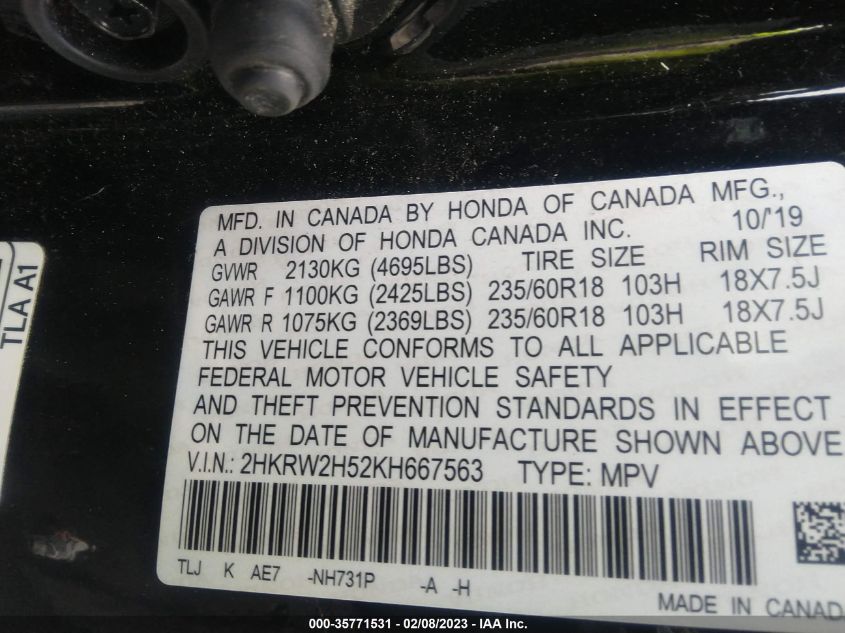 MFD. IN CANADA BY HONDA OF CANADA MFG.,
A DIVISION OF HONDA CANADA INC. 10/'19
GVWR 2130KG (4695LBS) TIRE SIZE RIM SIZE
GAWR F 1100KG (2425LBS) 235/60R18 103H 18X7.5J
GAWR R 1075KG (2369LBS) 235/60R18 103H 18X7.5J
THIS VEHICLE CONFORMS TO ALL APPLICABLE
FEDERAL MOTOR VEHICLE SAFETY
AND THEFT PREVENTION STANDARDS IN EFFECT
ON THE DATE OF MANUFACTURE SHOWN ABOVE
V.I.N.: 2HKRW2H52KH667563 TYPE: MPV
TLJ K AE7 -NH731P -A -H
MADE IN CANADA
TLA A1
000-35771531 - 02/08/2023 - IAA Inc.